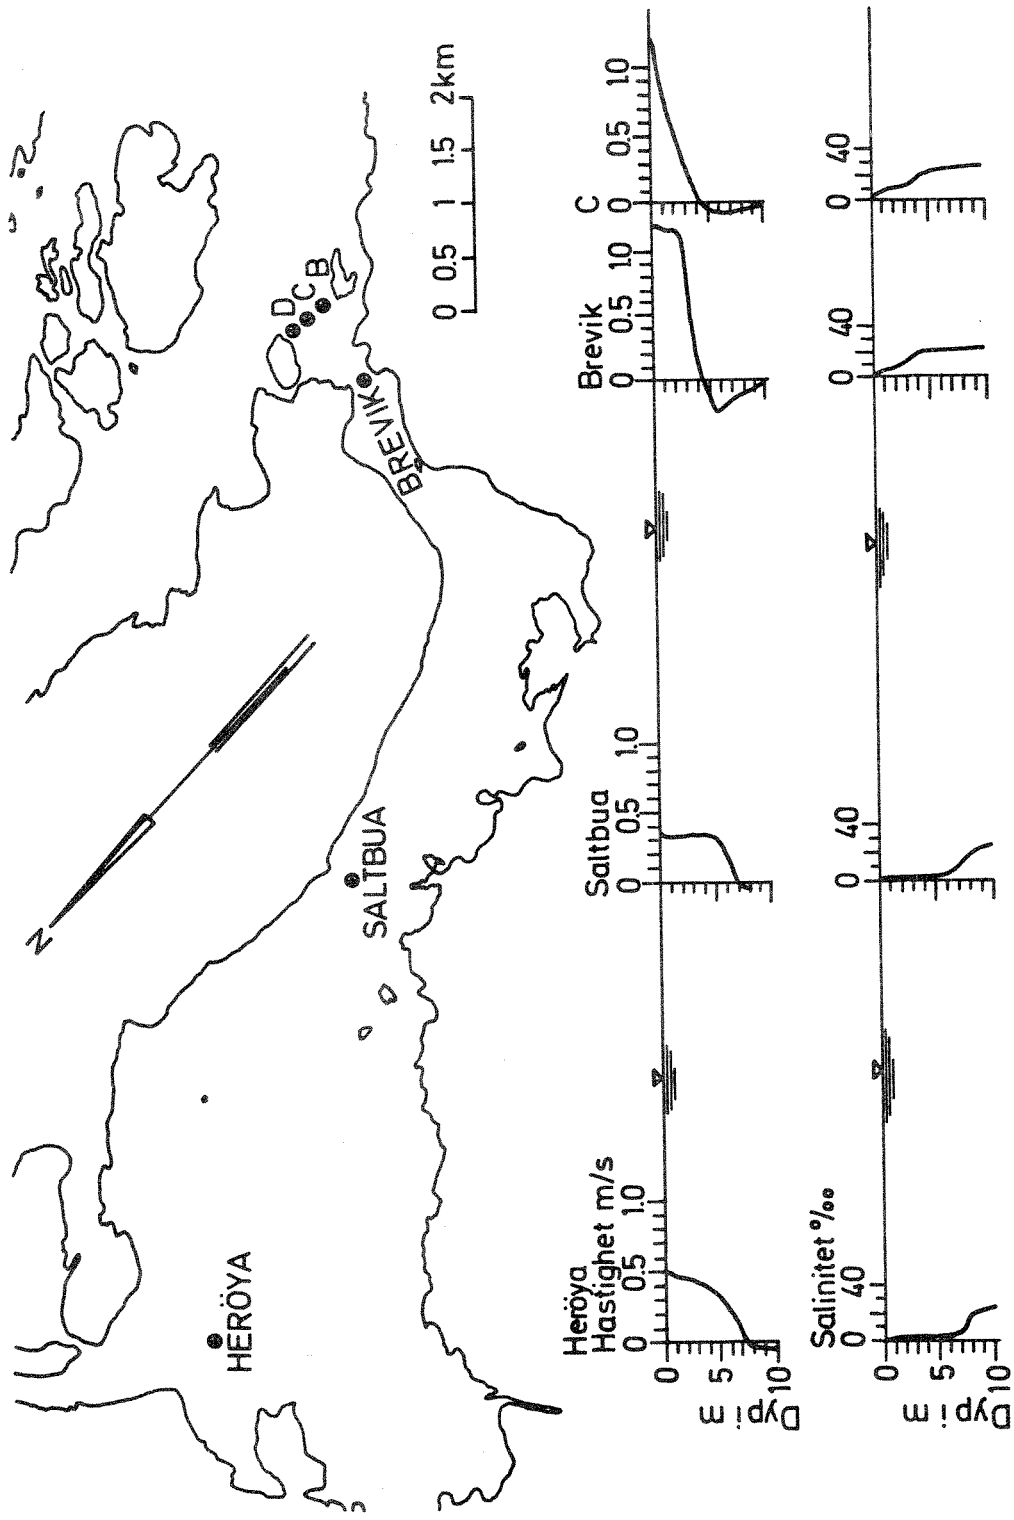 N
D
C
B
BREVIK
SALTBUA
HERÖYA
0 0.5 1 1.5 2km
Heröya
Hastighet m/s
0 0.5 1.0
Saltbua
0 0.5 1.0
Brevik
0 0.5 1.0
C
0 0.5 1.0
0
5
10
Dyp i m
Salinitet ‰
0 40
0 40
0 40
0 40
0
5
10
Dyp i m